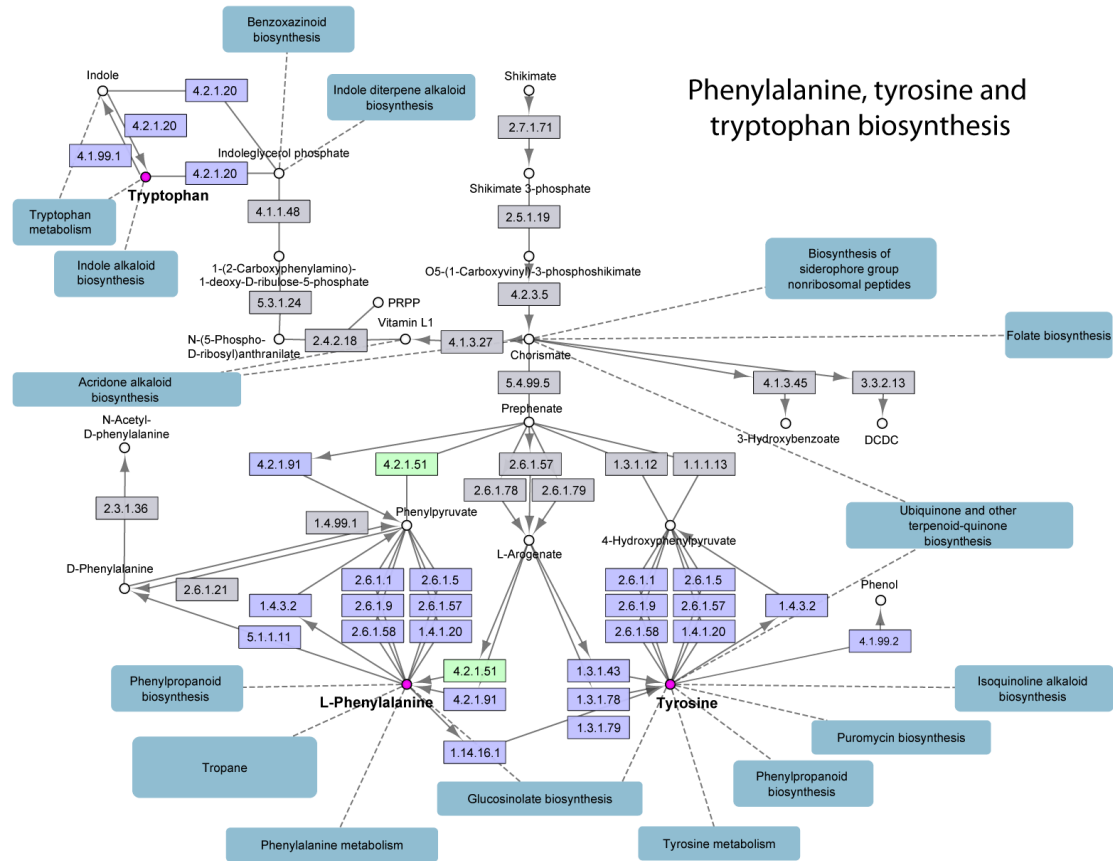 Phenylalanine, tyrosine and
tryptophan biosynthesis
Benzoxazinoid
biosynthesis
Indole
4.2.1.20
Indole diterpene alkaloid
biosynthesis
Shikimate
4.2.1.20
2.7.1.71
4.1.99.1
Indoleglycerol phosphate
4.2.1.20
Tryptophan
Shikimate 3-phosphate
4.1.1.48
2.5.1.19
Tryptophan
metabolism
Indole alkaloid
biosynthesis
1-(2-Carboxyphenylamino)-
1-deoxy-D-ribulose-5-phosphate
O5-(1-Carboxyvinyl)-3-phosphoshikimate
Biosynthesis of
siderophore group
nonribosomal peptides
5.3.1.24
PRPP
4.2.3.5
Vitamin L1
N-(5-Phospho-
D-ribosyl)anthranilate
2.4.2.18
4.1.3.27
Chorismate
Folate biosynthesis
Acridone alkaloid
biosynthesis
5.4.99.5
4.1.3.45
3.3.2.13
N-Acetyl-
D-phenylalanine
Prephenate
3-Hydroxybenzoate
DCDC
4.2.1.91
4.2.1.51
2.6.1.57
1.3.1.12
1.1.1.13
2.6.1.78
2.6.1.79
2.3.1.36
1.4.99.1
Phenylpyruvate
L-Arogenate
4-Hydroxyphenylpyruvate
Ubiquinone and other
terpenoid-quinone
biosynthesis
D-Phenylalanine
2.6.1.21
2.6.1.1
2.6.1.5
2.6.1.1
2.6.1.5
Phenol
1.4.3.2
2.6.1.9
2.6.1.57
2.6.1.9
2.6.1.57
1.4.3.2
5.1.1.11
2.6.1.58
1.4.1.20
2.6.1.58
1.4.1.20
4.1.99.2
4.2.1.51
1.3.1.43
Phenylpropanoid
biosynthesis
L-Phenylalanine
4.2.1.91
1.3.1.78
Tyrosine
Isoquinoline alkaloid
biosynthesis
1.3.1.79
1.14.16.1
Puromycin biosynthesis
Tropane
Phenylpropanoid
biosynthesis
Glucosinolate biosynthesis
Phenylalanine metabolism
Tyrosine metabolism